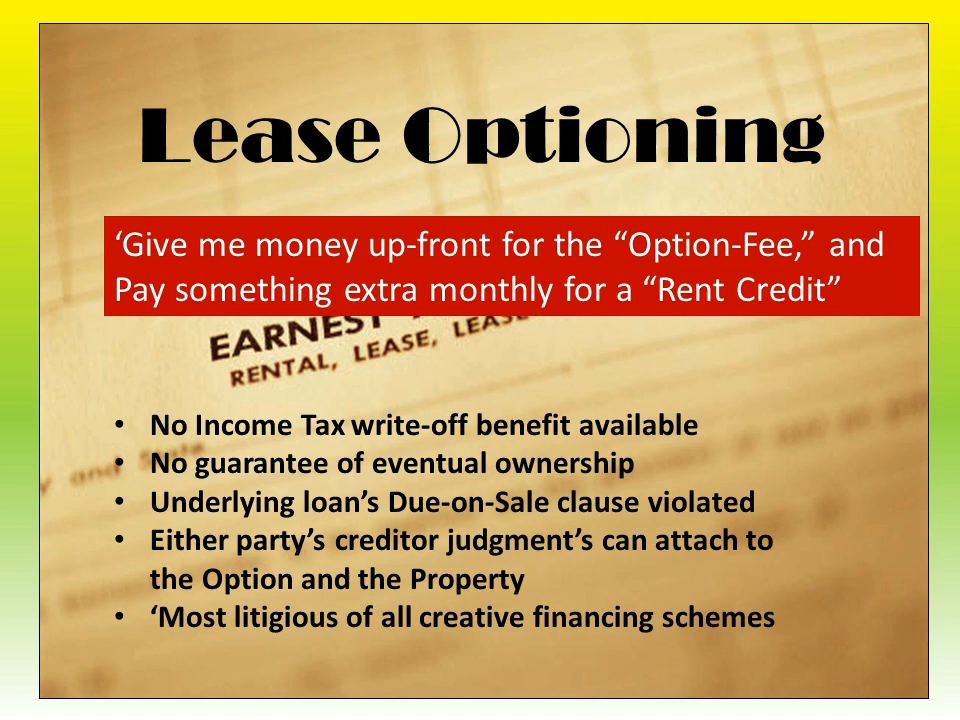 Lease Optioning
‘Give me money up-front for the “Option-Fee,” and
Pay something extra monthly for a “Rent Credit”
EARNEST
RENTAL, LEASE, LEASE
• No Income Tax write-off benefit available
• No guarantee of eventual ownership
y and Sale
• Underlying loan’s Due-on-Sale clause violated
• Either party’s creditor judgment’s can attach to
the Option and the Property
• ‘Most litigious of all creative financing schemes